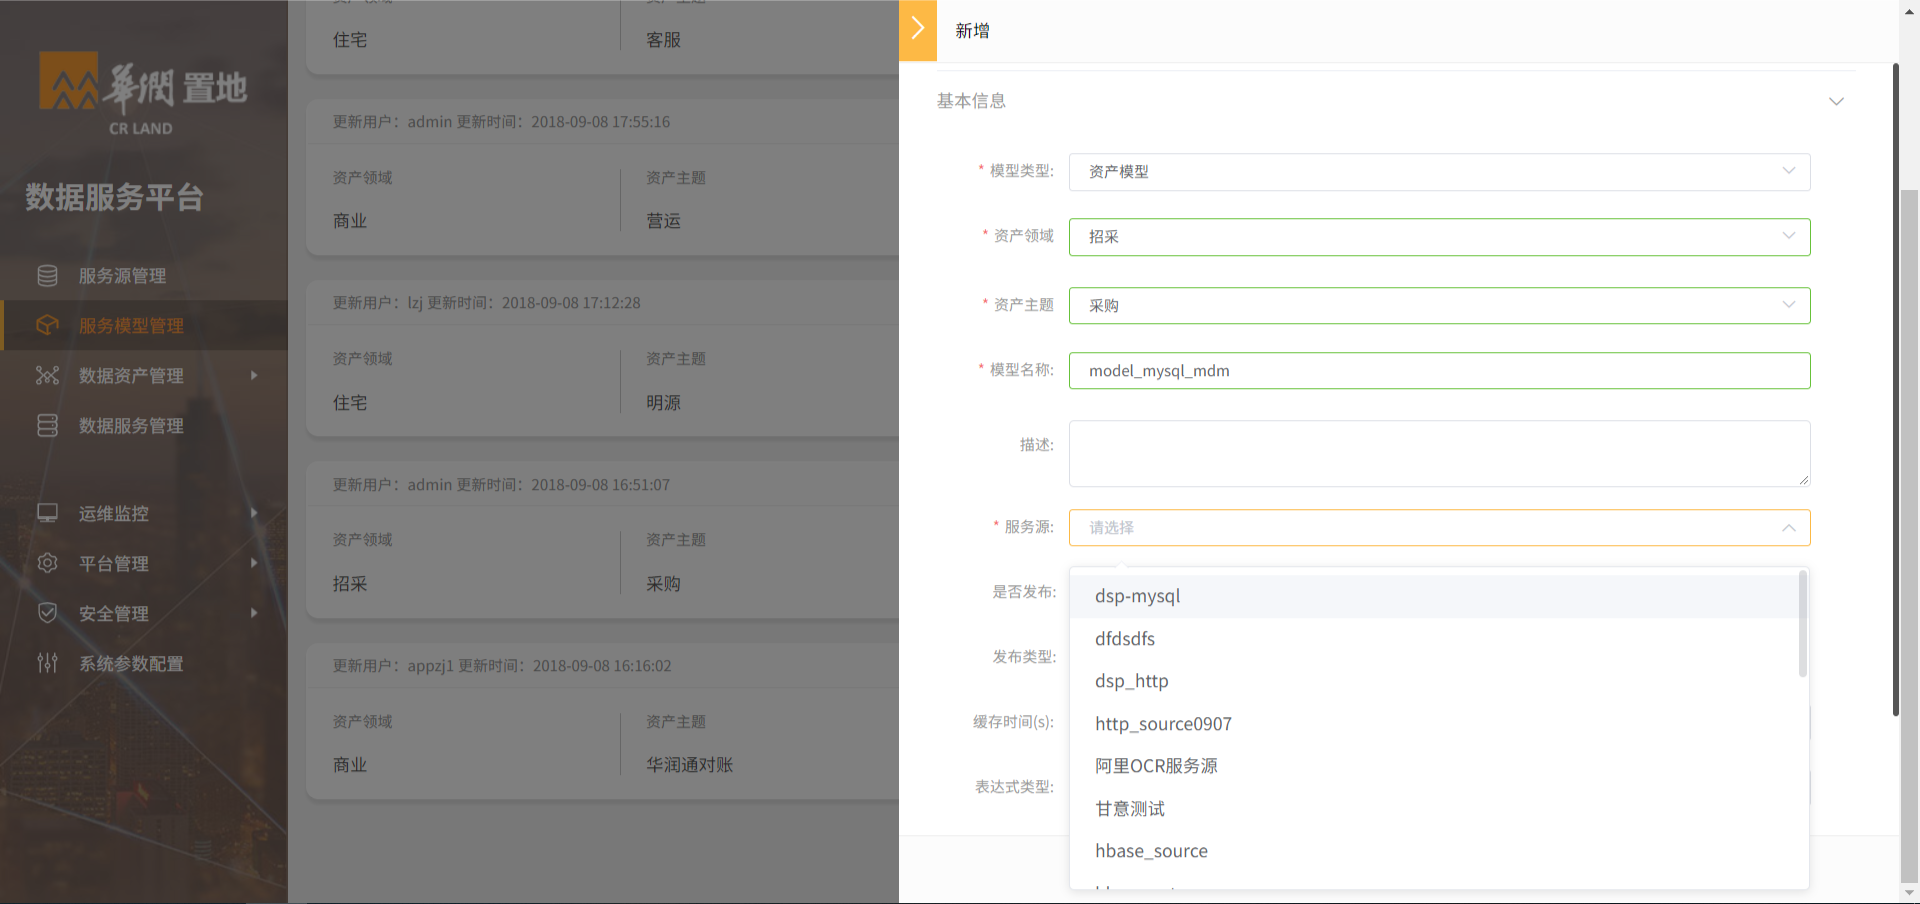 華潤 置地
CR LAND
数据服务平台
服务源管理
服务模型管理
数据资产管理
数据服务管理
运维监控
平台管理
安全管理
系统参数配置
住宅
客服
更新用户：admin 更新时间：2018-09-08 17:55:16
资产领域
资产主题
商业
营运
更新用户：lzj 更新时间：2018-09-08 17:12:28
资产领域
资产主题
住宅
明源
更新用户：admin 更新时间：2018-09-08 16:51:07
资产领域
资产主题
招采
采购
更新用户：appzj1 更新时间：2018-09-08 16:16:02
资产领域
资产主题
商业
华润通对账
新增
基本信息
* 模型类型: 资产模型
* 资产领域 招采
* 资产主题 采购
* 模型名称: model_mysql_mdm
描述:
* 服务源: 请选择
是否发布:
发布类型:
缓存时间(s):
表达式类型:
dsp-mysql
dfdsdfs
dsp_http
http_source0907
阿里OCR服务源
甘意测试
hbase_source